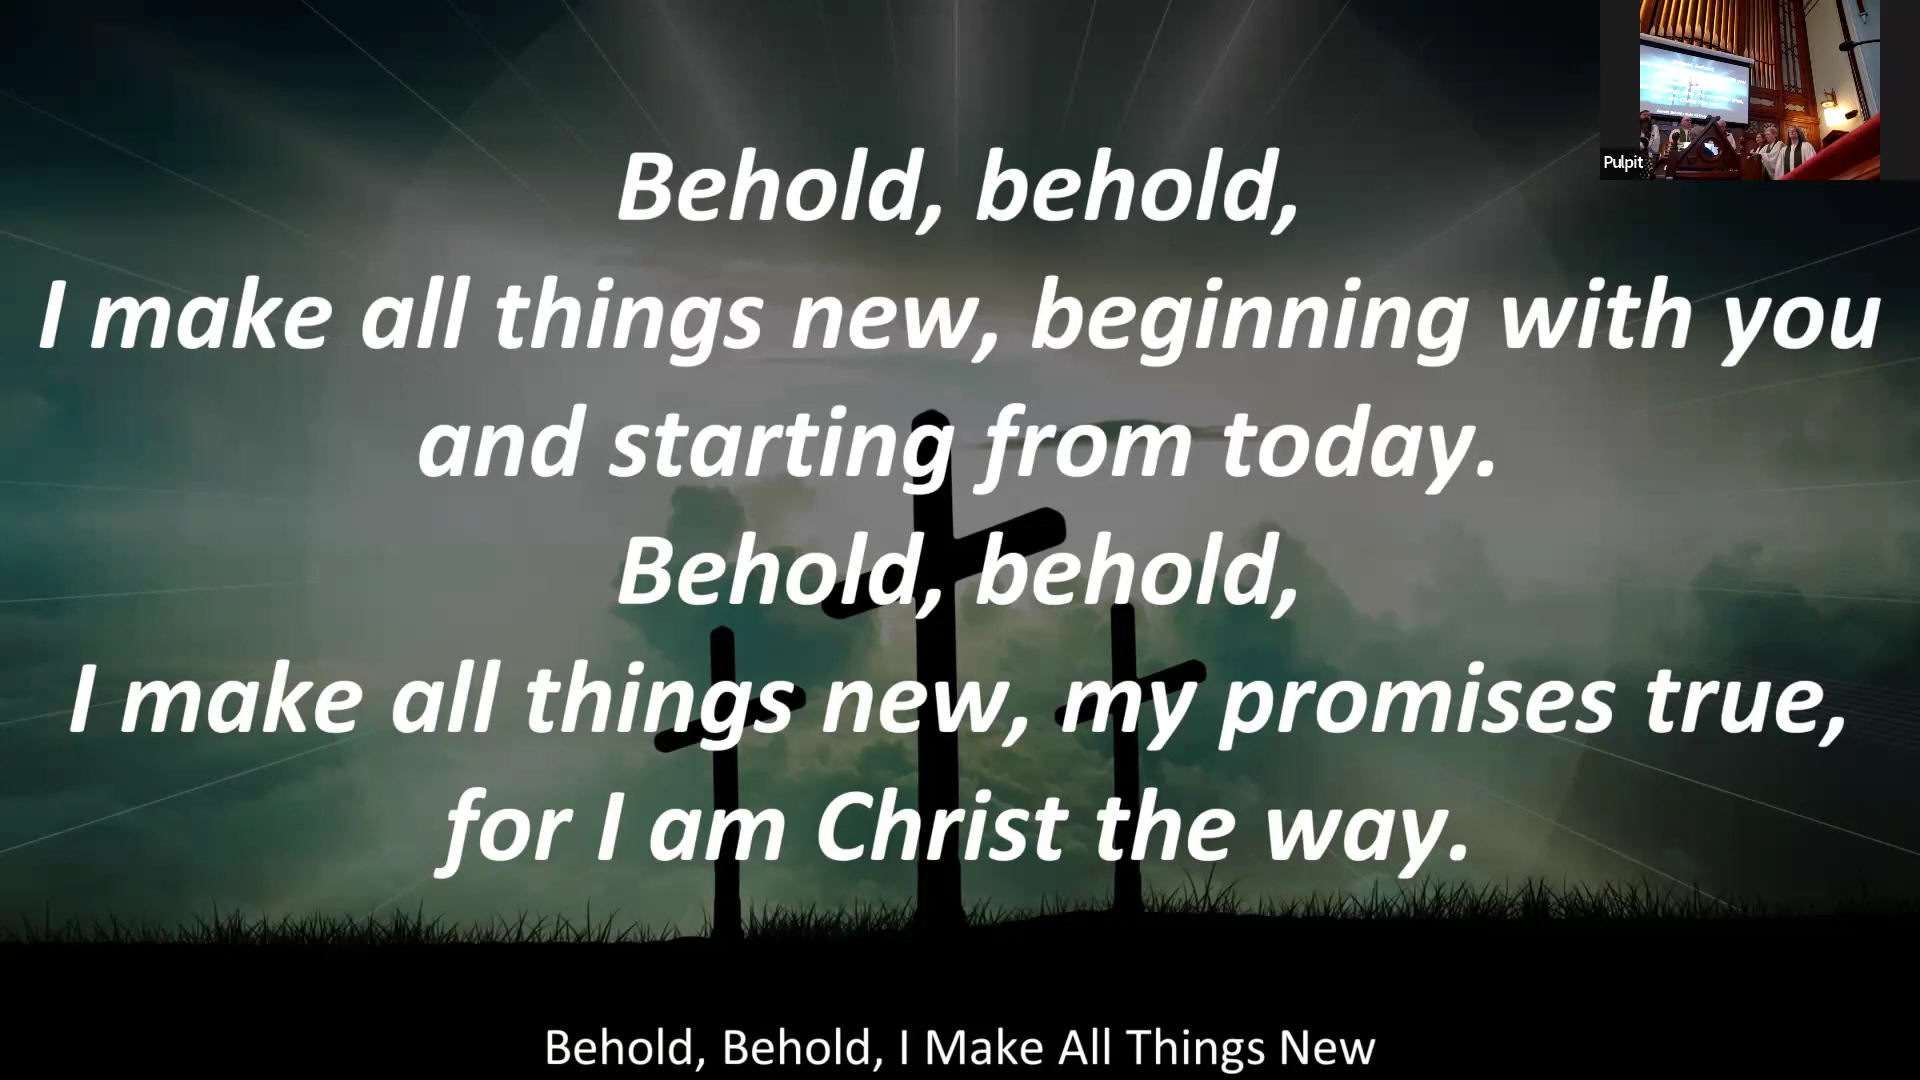 Behold, behold,
I make all things new, beginning with you
and starting from today.
Behold, behold,
I make all things new, my promises true,
for I am Christ the way.
Behold, Behold, I Make All Things New
Pulpit